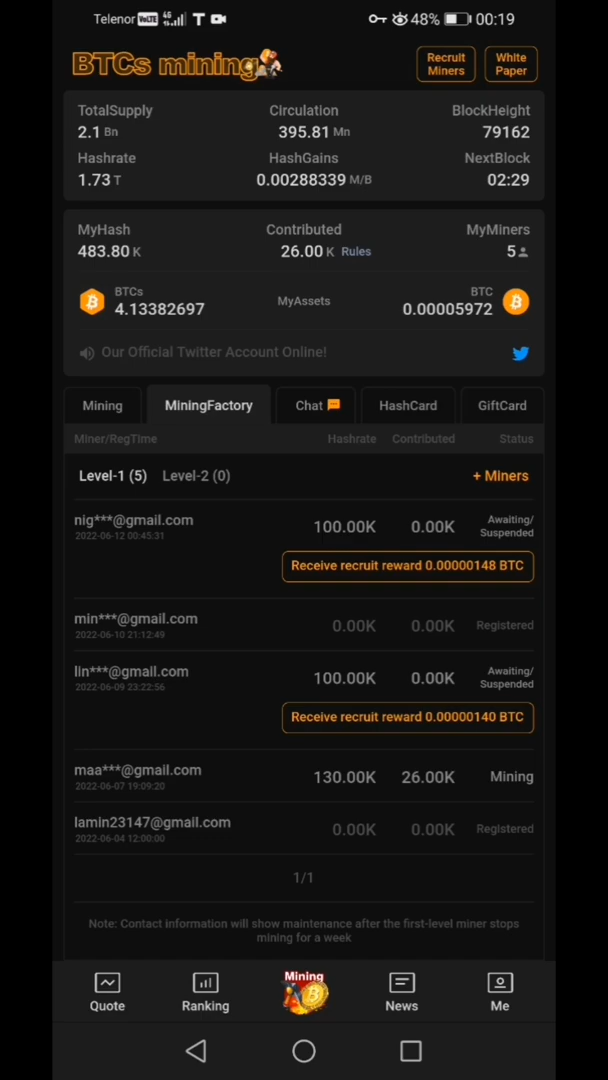 Telenor VoLTE 4G T 48% 00:19
BTCs mining
Recruit Miners
White Paper
TotalSupply Circulation BlockHeight
2.1 Bn 395.81 Mn 79162
Hashrate HashGains NextBlock
1.73 T 0.00288339 M/B 02:29
MyHash Contributed MyMiners
483.80 K 26.00 K Rules 5
BTCs MyAssets BTC
4.13382697 0.00005972
Our Official Twitter Account Online!
Mining MiningFactory Chat HashCard GiftCard
Miner/RegTime Hashrate Contributed Status
Level-1 (5) Level-2 (0) + Miners
nig***@gmail.com 100.00K 0.00K Awaiting/
2022-06-12 00:45:31 Suspended
Receive recruit reward 0.00000148 BTC
min***@gmail.com 0.00K 0.00K Registered
2022-06-10 21:12:49
lin***@gmail.com 100.00K 0.00K Awaiting/
2022-06-09 23:22:56 Suspended
Receive recruit reward 0.00000140 BTC
maa***@gmail.com 130.00K 26.00K Mining
2022-06-07 19:09:20
lamin23147@gmail.com 0.00K 0.00K Registered
2022-06-04 12:00:00
1/1
Note: Contact information will show maintenance after the first-level miner stops
mining for a week
Mining
Quote Ranking News Me